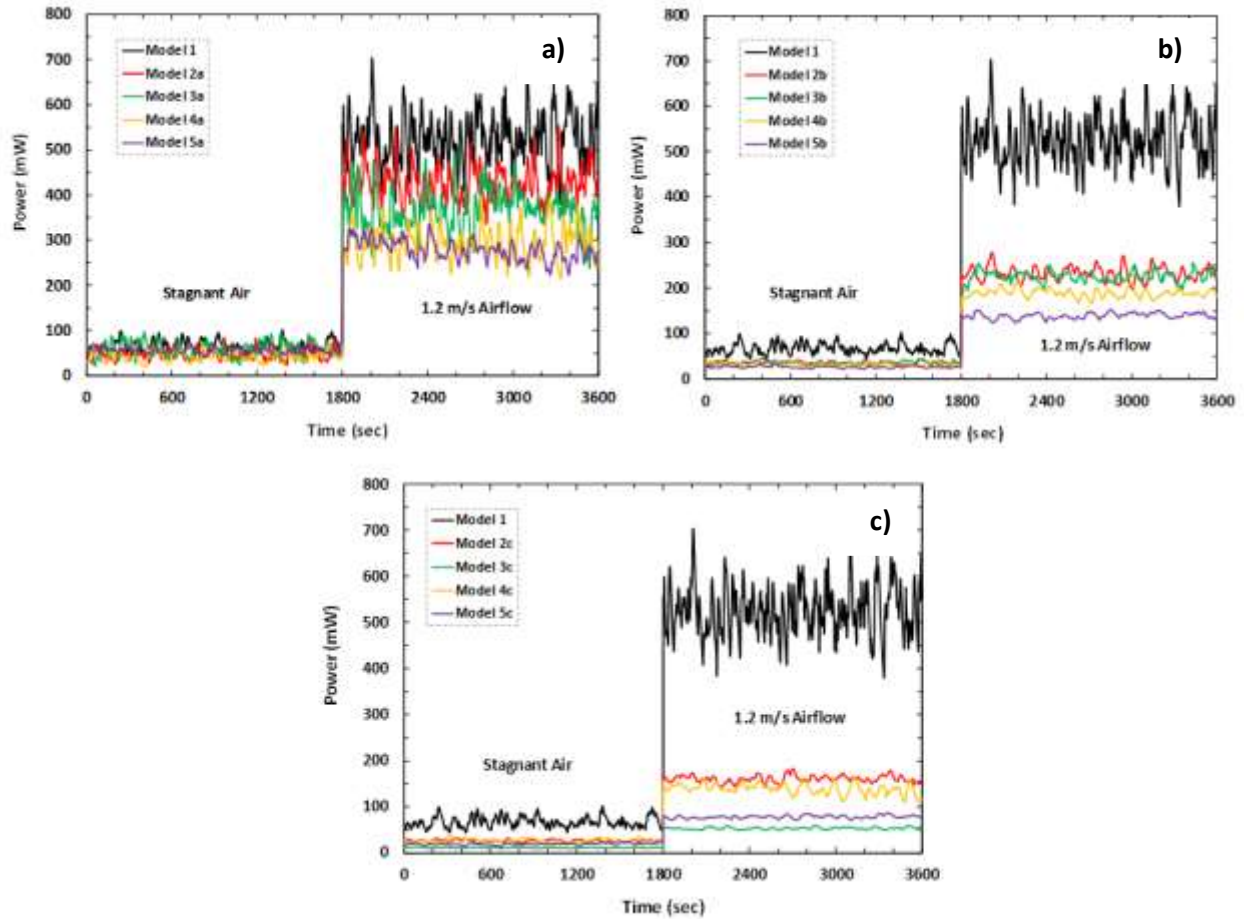 a)
800
700
600
500
400
300
200
100
0
Power (mW)
Model 1
Model 2a
Model 3a
Model 4a
Model 5a
Stagnant Air
1.2 m/s Airflow
0 600 1200 1800 2400 3000 3600
Time (sec)
b)
800
700
600
500
400
300
200
100
0
Power (mW)
Model 1
Model 2b
Model 3b
Model 4b
Model 5b
Stagnant Air
1.2 m/s Airflow
0 600 1200 1800 2400 3000 3600
Time (sec)
c)
800
700
600
500
400
300
200
100
0
Power (mW)
Model 1
Model 2c
Model 3c
Model 4c
Model 5c
1.2 m/s Airflow
Stagnant Air
0 600 1200 1800 2400 3000 3600
Time (sec)